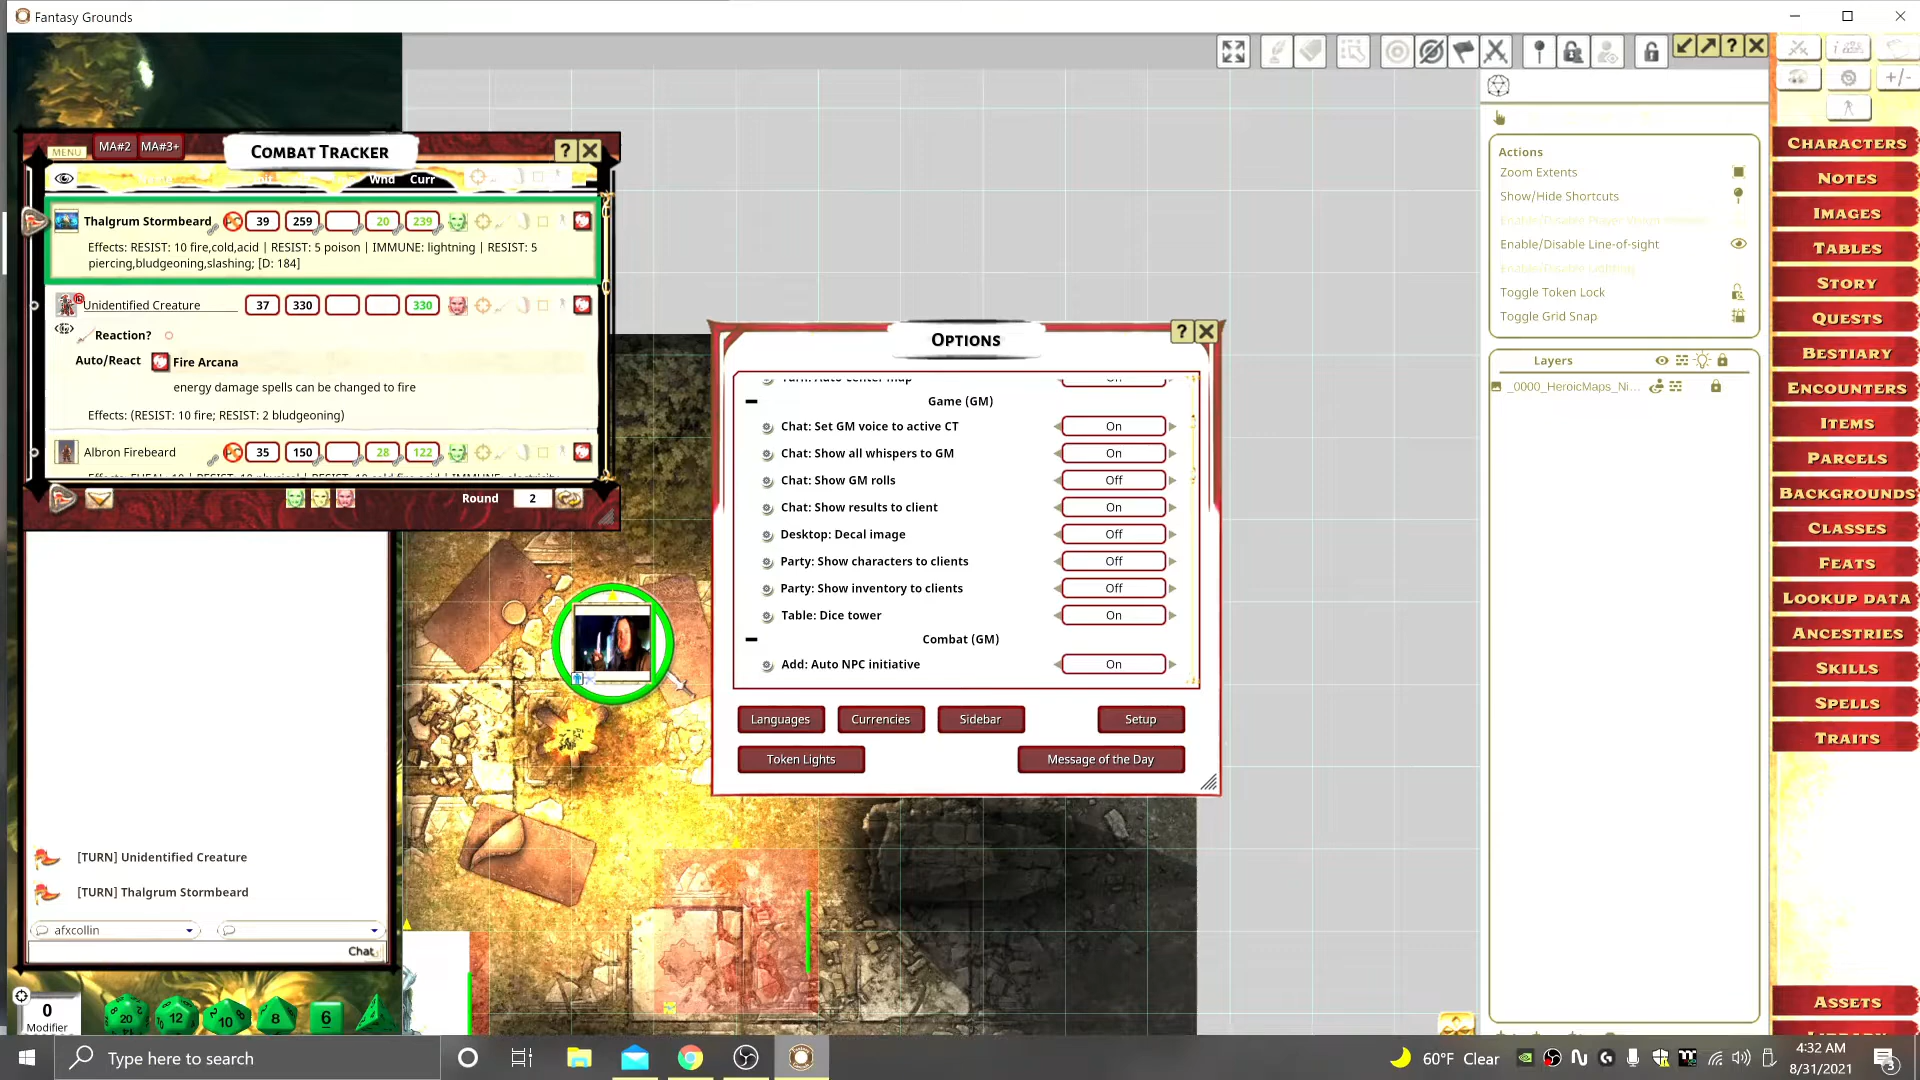 Fantasy Grounds
MENU
MA#2
MA#3+
COMBAT TRACKER
?
Wnd
Curr
Thalgrum Stormbeard
39
259
20
239
Effects: RESIST: 10 fire,cold,acid | RESIST: 5 poison | IMMUNE: lightning | RESIST: 5
piercing,bludgeoning,slashing; [D: 184]
Unidentified Creature
37
330
330
Reaction?
Auto/React
Fire Arcana
energy damage spells can be changed to fire
Effects: (RESIST: 10 fire; RESIST: 2 bludgeoning)
Albron Firebeard
35
150
28
122
Round
2
[TURN] Unidentified Creature
[TURN] Thalgrum Stormbeard
afxcollin
Chat
0
Modifier
20
12
10
8
6
OPTIONS
?
Turn: Auto center map
Game (GM)
Chat: Set GM voice to active CT
On
Chat: Show all whispers to GM
On
Chat: Show GM rolls
Off
Chat: Show results to client
On
Desktop: Decal image
Off
Party: Show characters to clients
Off
Party: Show inventory to clients
Off
Table: Dice tower
On
Combat (GM)
Add: Auto NPC initiative
On
Languages
Currencies
Sidebar
Setup
Token Lights
Message of the Day
?
Actions
Zoom Extents
Show/Hide Shortcuts
Enable/Disable Line-of-sight
Enable/Disable Lighting
Toggle Token Lock
Toggle Grid Snap
Layers
_0000_HeroicMaps_Ni...
+/-
CHARACTERS
NOTES
IMAGES
TABLES
STORY
QUESTS
BESTIARY
ENCOUNTERS
ITEMS
PARCELS
BACKGROUNDS
CLASSES
FEATS
LOOKUP DATA
ANCESTRIES
SKILLS
SPELLS
TRAITS
ASSETS
Type here to search
60°F Clear
4:32 AM
8/31/2021
3